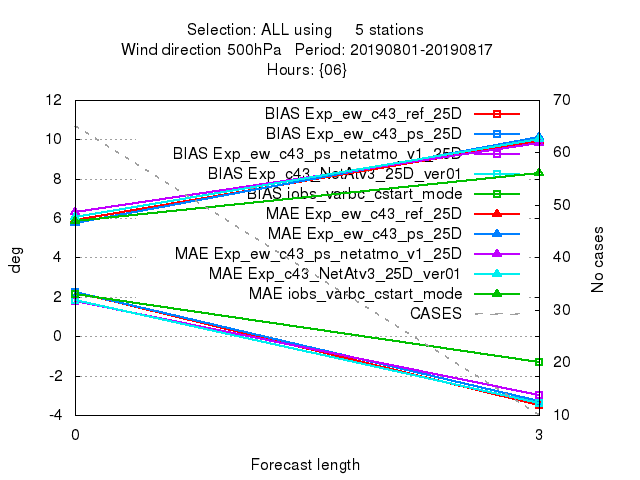 Selection: ALL using     5 stations
Wind direction 500hPa   Period: 20190801-20190817
Hours: {06}
12 70
BIAS Exp_ew_c43_ref_25D
BIAS Exp_ew_c43_ps_25D
10 60
BIAS Exp_ew_c43_ps_netatmo_v1_25D
BIAS Exp_c43_NetAtv3_25D_ver01
8 50
BIAS iobs_varbc_cstart_mode
MAE Exp_ew_c43_ref_25D
6
MAE Exp_ew_c43_ps_25D
MAE Exp_ew_c43_ps_netatmo_v1_25D
4 40
MAE Exp_c43_NetAtv3_25D_ver01
MAE iobs_varbc_cstart_mode
2 30
CASES
0
-2 20
-4 10
deg
No cases
0 3
Forecast length